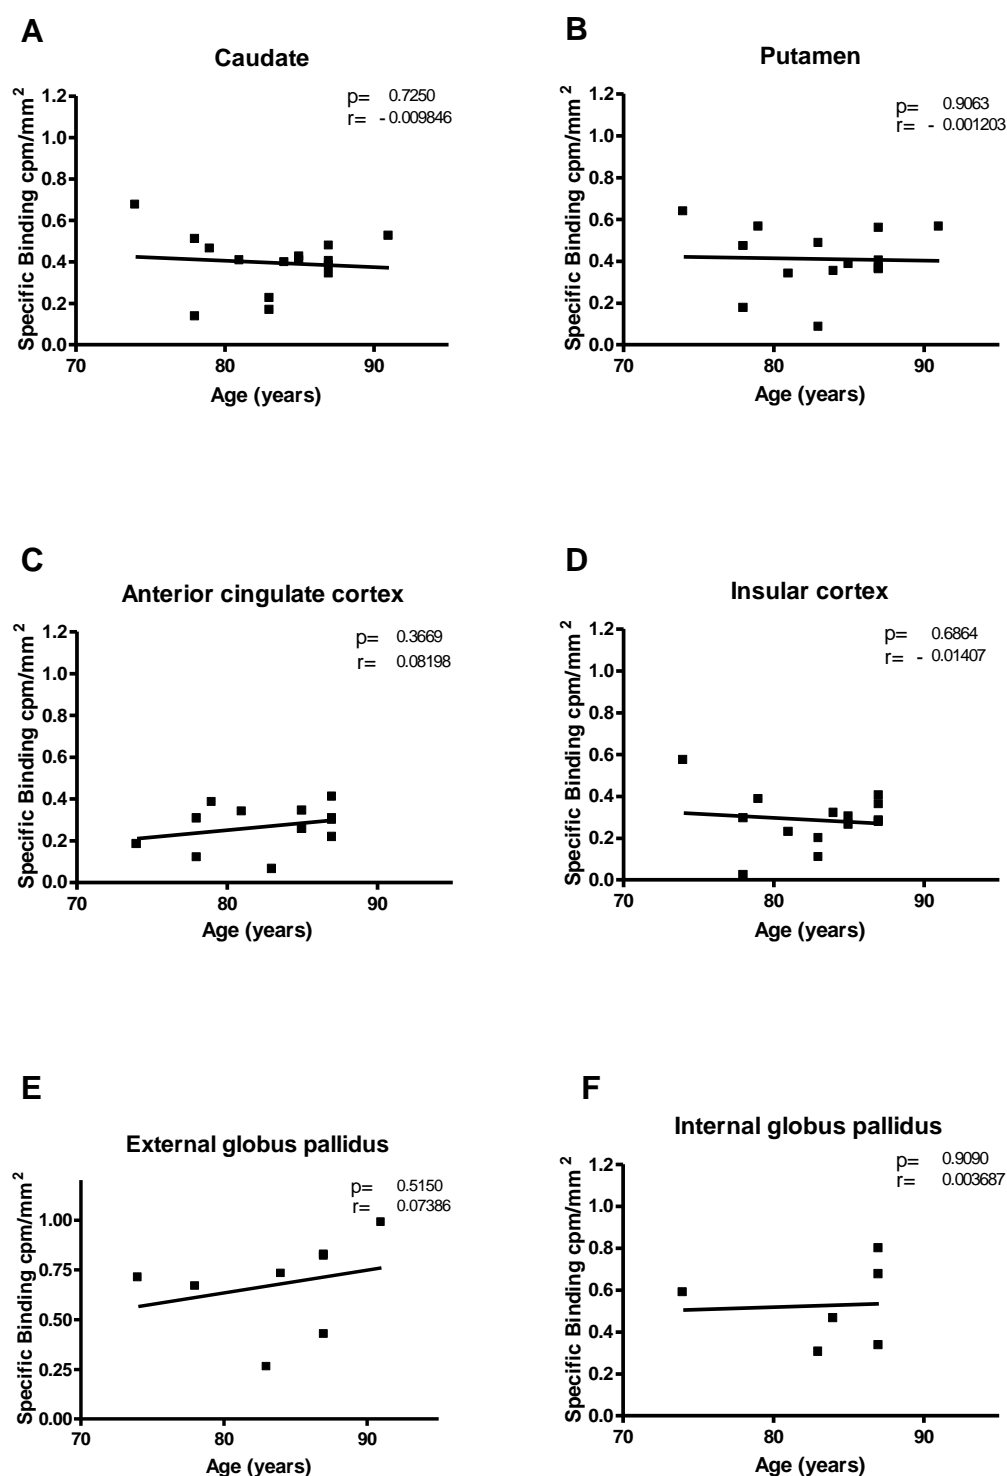 A
Caudate
p= 0.7250
r= - 0.009846
Specific Binding cpm/mm²
1.2
1.0
0.8
0.6
0.4
0.2
0.0
70 80 90
Age (years)
B
Putamen
p= 0.9063
r= - 0.001203
Specific Binding cpm/mm²
1.2
1.0
0.8
0.6
0.4
0.2
0.0
70 80 90
Age (years)
C
Anterior cingulate cortex
p= 0.3669
r= 0.08198
Specific Binding cpm/mm²
1.2
1.0
0.8
0.6
0.4
0.2
0.0
70 80 90
Age (years)
D
Insular cortex
p= 0.6864
r= - 0.01407
Specific Binding cpm/mm²
1.2
1.0
0.8
0.6
0.4
0.2
0.0
70 80 90
Age (years)
E
External globus pallidus
p= 0.5150
r= 0.07386
Specific Binding cpm/mm²
1.00
0.75
0.50
0.25
0.00
70 80 90
Age (years)
F
Internal globus pallidus
p= 0.9090
r= 0.003687
Specific Binding cpm/mm²
1.2
1.0
0.8
0.6
0.4
0.2
0.0
70 80 90
Age (years)